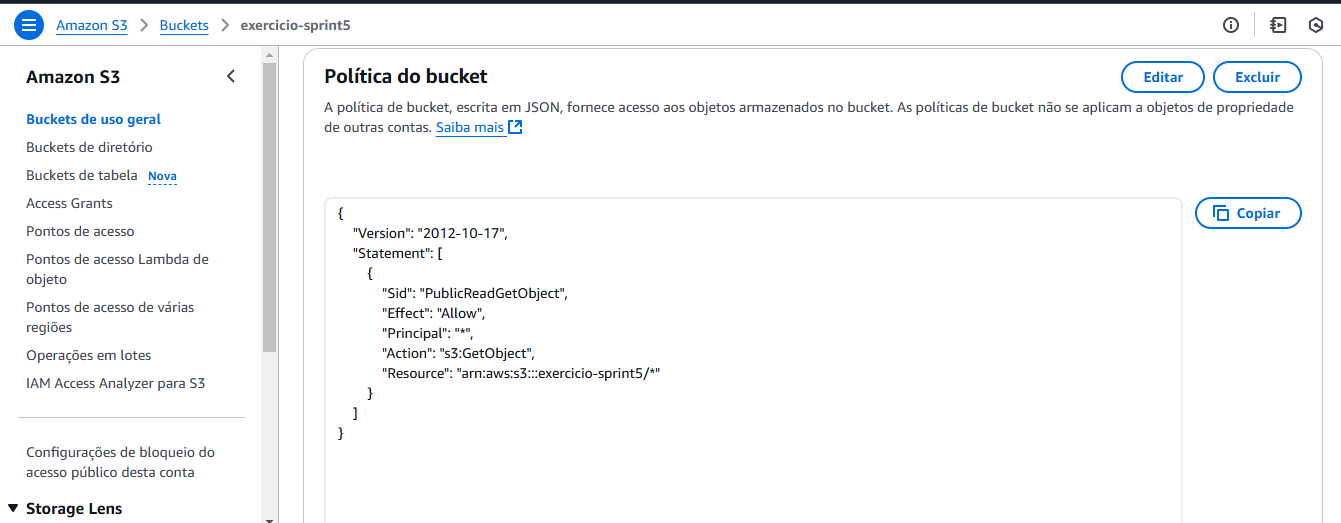 Amazon S3 > Buckets > exercicio-sprint5
Amazon S3
Buckets de uso geral
Buckets de diretório
Buckets de tabela Nova
Access Grants
Pontos de acesso
Pontos de acesso Lambda de
objeto
Pontos de acesso de várias
regiões
Operações em lotes
IAM Access Analyzer para S3
Configurações de bloqueio do
acesso público desta conta
Storage Lens
Política do bucket
Editar
Excluir
A política de bucket, escrita em JSON, fornece acesso aos objetos armazenados no bucket. As políticas de bucket não se aplicam a objetos de propriedade
de outras contas. Saiba mais
Copiar
{
    "Version": "2012-10-17",
    "Statement": [
        {
            "Sid": "PublicReadGetObject",
            "Effect": "Allow",
            "Principal": "*",
            "Action": "s3:GetObject",
            "Resource": "arn:aws:s3:::exercicio-sprint5/*"
        }
    ]
}